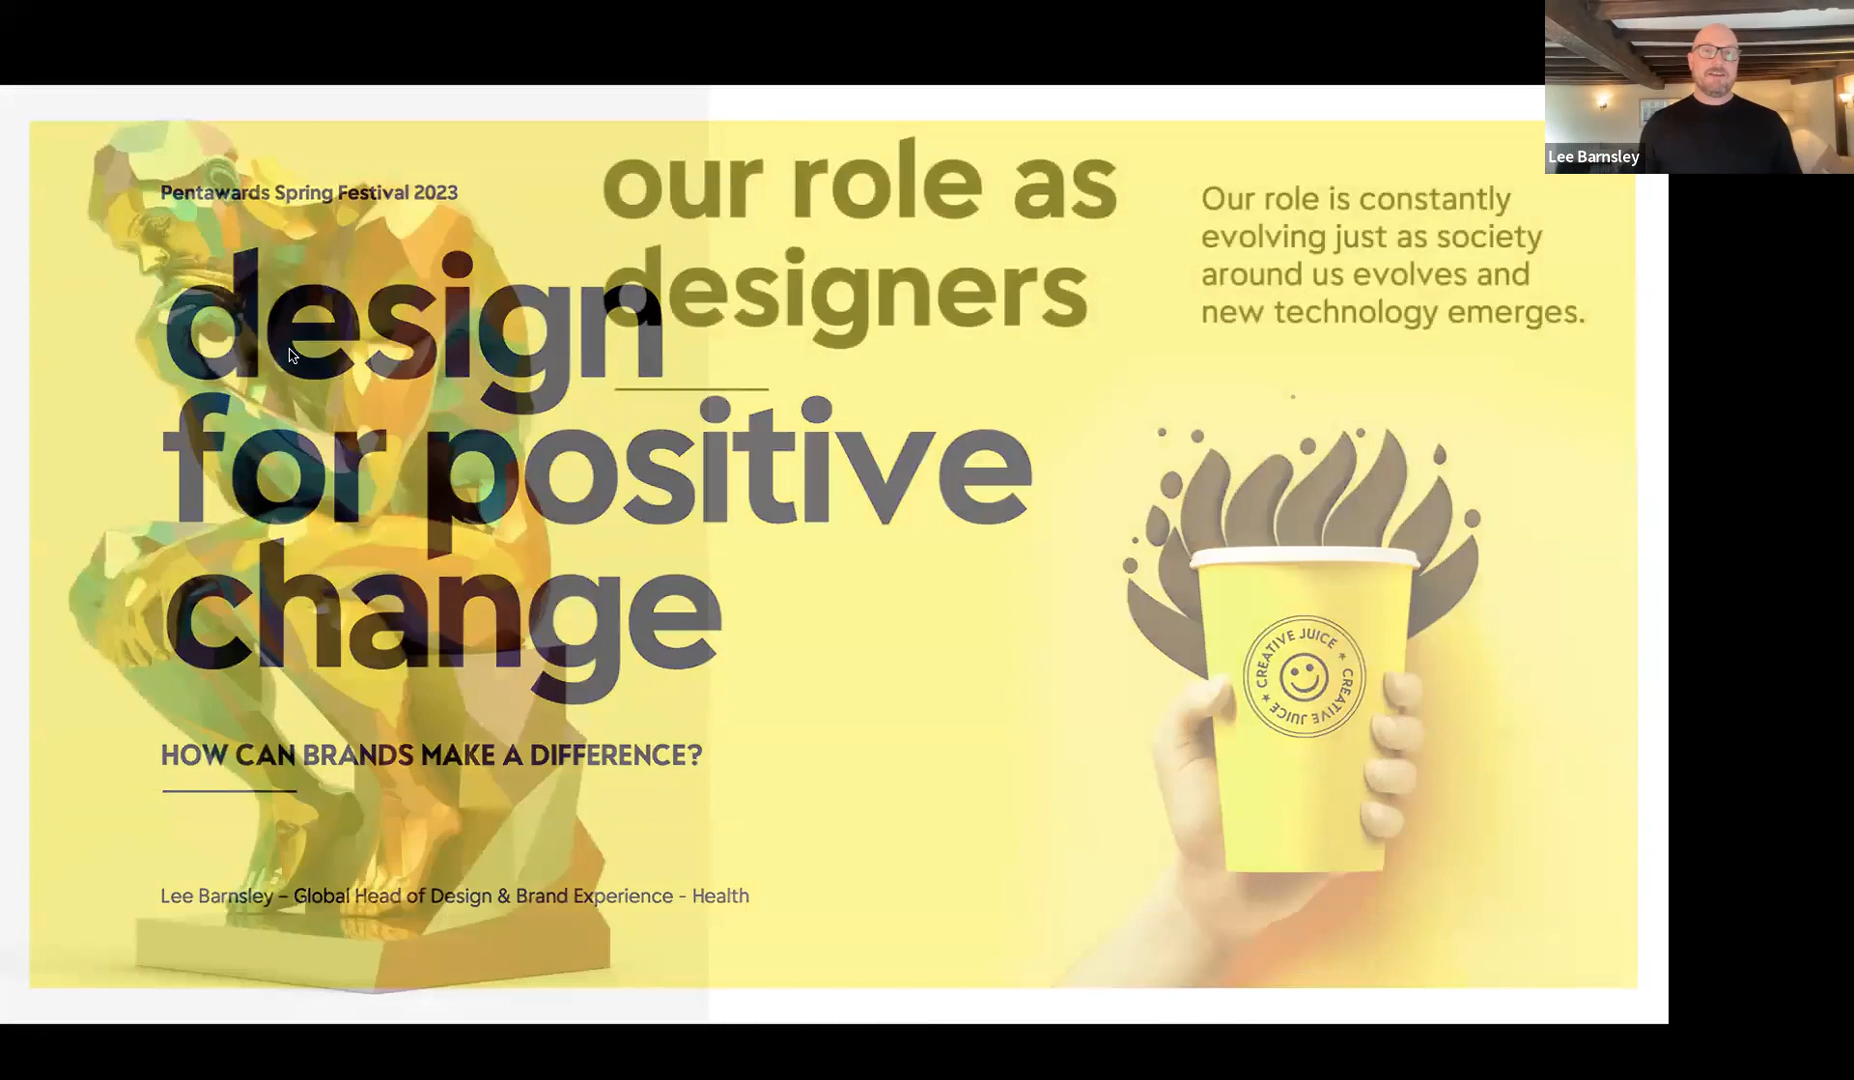 Lee Barnsley
Pentawards Spring Festival 2023
design
for positive
change
HOW CAN BRANDS MAKE A DIFFERENCE?
Lee Barnsley – Global Head of Design & Brand Experience - Health
our role as
designers
Our role is constantly
evolving just as society
around us evolves and
new technology emerges.
CREATIVE JUICE ★ CREATIVE JUICE ★